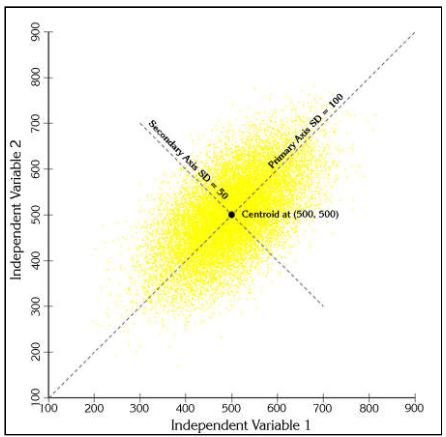 900
800
700
600
500
400
300
200
100
Independent Variable 2
Secondary Axis SD = 50
Primary Axis SD = 100
Centroid at (500, 500)
100 200 300 400 500 600 700 800 900
Independent Variable 1